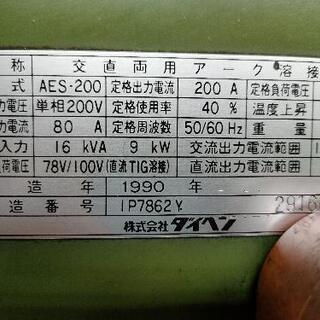 称 交直両用アーク溶接
式 AES-200 定格出力電流 200 A 定格負荷電圧
力電圧 単相200V 定格使用率 40 % 温度上昇
力電流 80 A 定格周波数 50/60 Hz 重量
入力 16 kVA 9 kW 交流出力電流範囲
荷電圧 78V/100V (直流TIG溶接) 直流出力電流範囲
造年 1990 年
造番号 1P7862Y 2916
株式会社ダイヘン